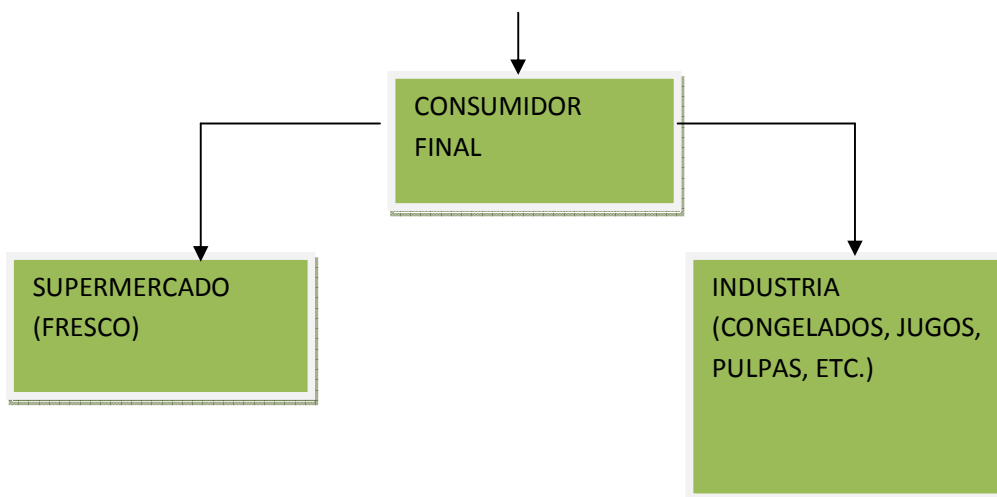 CONSUMIDOR
FINAL
SUPERMERCADO
(FRESCO)
INDUSTRIA
(CONGELADOS, JUGOS,
PULPAS, ETC.)